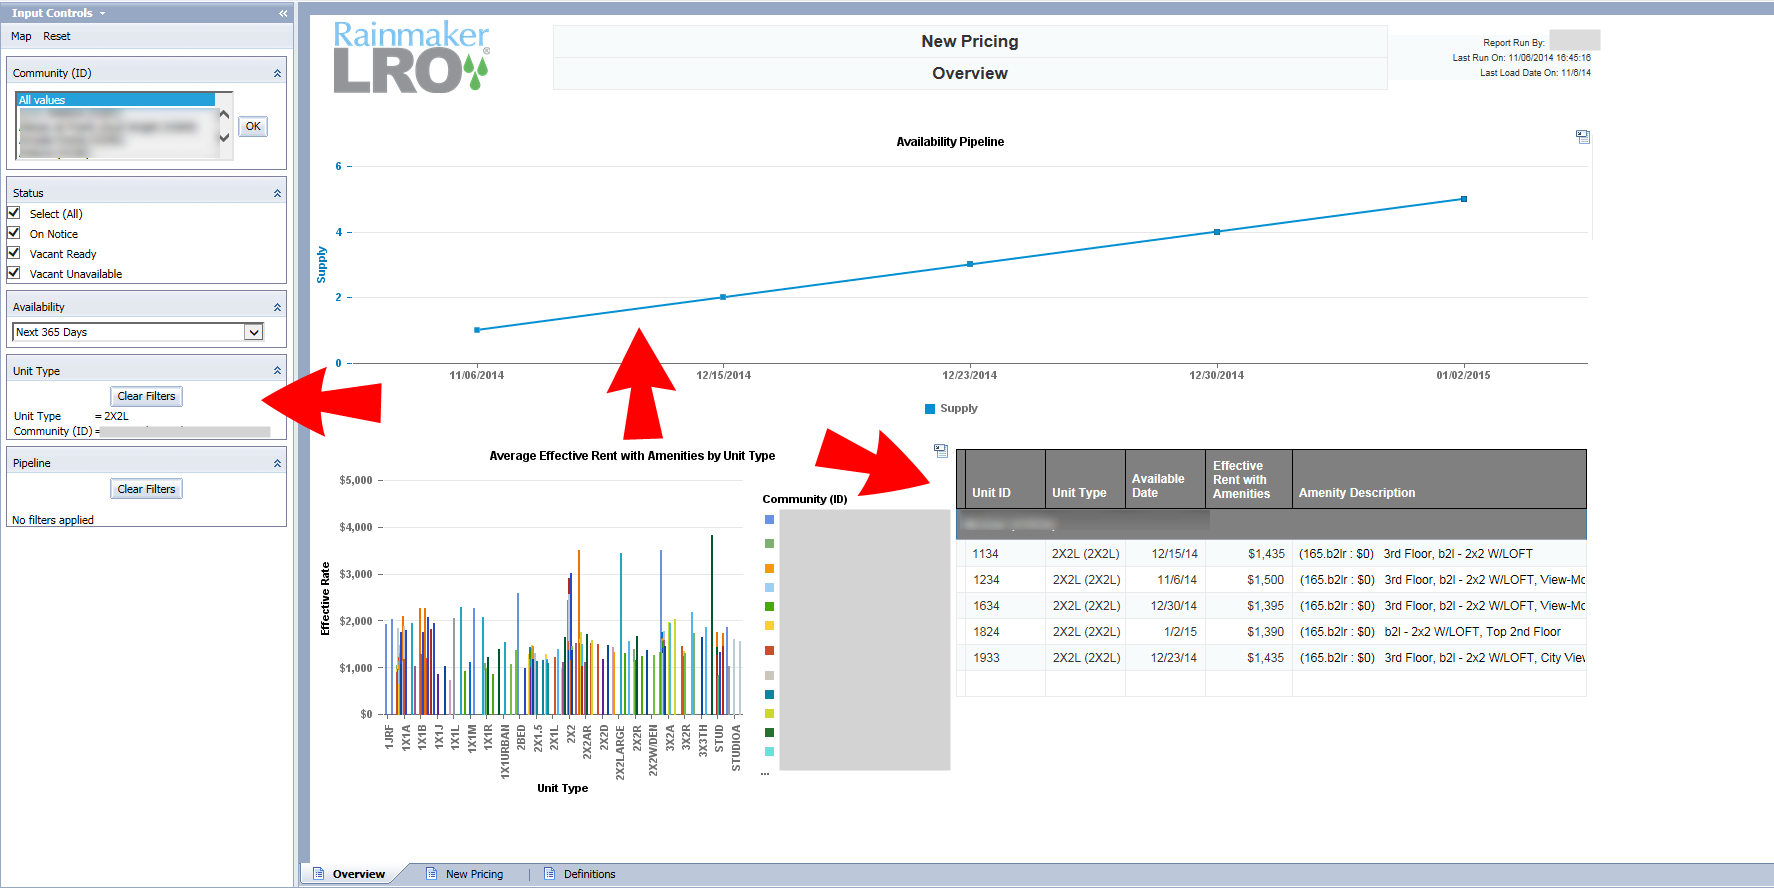 Input Controls
Map Reset
Community (ID)
All values
OK
Status
Select (All)
On Notice
Vacant Ready
Vacant Unavailable
Availability
Next 365 Days
Unit Type
Clear Filters
Unit Type = 2X2L
Community (ID) =
Pipeline
Clear Filters
No filters applied
Rainmaker
LRO®
New Pricing
Overview
Report Run By:
Last Run On: 11/06/2014 16:45:16
Last Load Date On: 11/6/14
Availability Pipeline
6
4
2
0
Supply
11/06/2014 12/15/2014 12/23/2014 12/30/2014 01/02/2015
Supply
Average Effective Rent with Amenities by Unit Type
$5,000
$4,000
$3,000
$2,000
$1,000
$0
Effective Rate
1JRF 1X1A 1X1B 1X1J 1X1L 1X1M 1X1R 1X1URBAN 2BED 2X1.5 2X1L 2X2 2X2AR 2X2D 2X2LARGE 2X2R 2X2W/DEN 3X2A 3X2R 3X3TH STUD STUDIOA
Unit Type
Community (ID)
...
Unit ID Unit Type Available Date Effective Rent with Amenities Amenity Description
1134 2X2L (2X2L) 12/15/14 $1,435 (165.b2lr : $0) 3rd Floor, b2l - 2x2 W/LOFT
1234 2X2L (2X2L) 11/6/14 $1,500 (165.b2lr : $0) 3rd Floor, b2l - 2x2 W/LOFT, View-Mo
1634 2X2L (2X2L) 12/30/14 $1,395 (165.b2lr : $0) 3rd Floor, b2l - 2x2 W/LOFT, View-Mo
1824 2X2L (2X2L) 1/2/15 $1,390 (165.b2lr : $0) b2l - 2x2 W/LOFT, Top 2nd Floor
1933 2X2L (2X2L) 12/23/14 $1,435 (165.b2lr : $0) 3rd Floor, b2l - 2x2 W/LOFT, City View
Overview New Pricing Definitions